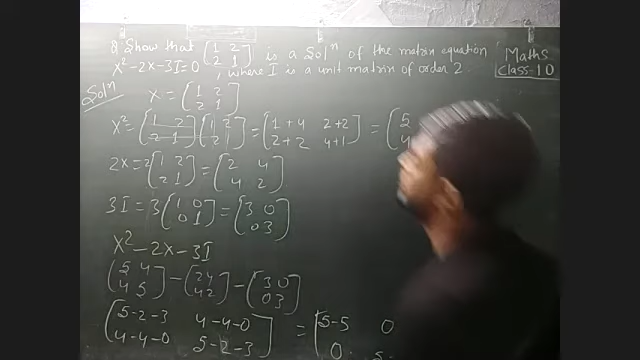 Q. Show that (1 2
2 1) is a Solⁿ of the matrix equation
X²-2X-3I=0, where I is a unit matrix of order 2.
Maths
Class-10
Solⁿ
X = (1 2
2 1)
X² = (1 2
2 1) (1 2
2 1) = (1+4 2+2
2+2 4+1) = (5
4
2X = 2 (1 2
2 1) = (2 4
4 2)
3I = 3 (1 0
0 1) = (3 0
0 3)
X² - 2X - 3I
(5 4
4 5) - (2 4
4 2) - (3 0
0 3)
(5-2-3 4-4-0
4-4-0 5-2-3) = (5-5 0
0